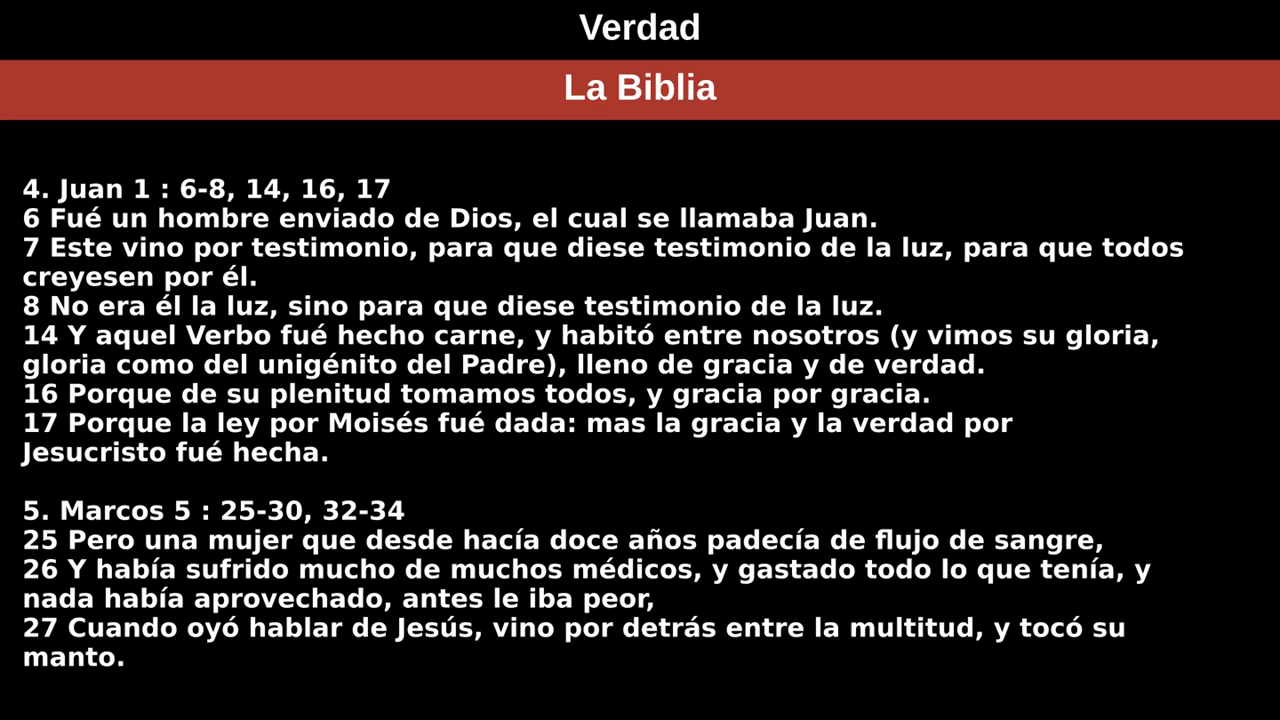 Verdad
La Biblia
4. Juan 1 : 6-8, 14, 16, 17
6 Fué un hombre enviado de Dios, el cual se llamaba Juan.
7 Este vino por testimonio, para que diese testimonio de la luz, para que todos
creyesen por él.
8 No era él la luz, sino para que diese testimonio de la luz.
14 Y aquel Verbo fué hecho carne, y habitó entre nosotros (y vimos su gloria,
gloria como del unigénito del Padre), lleno de gracia y de verdad.
16 Porque de su plenitud tomamos todos, y gracia por gracia.
17 Porque la ley por Moisés fué dada: mas la gracia y la verdad por
Jesucristo fué hecha.
5. Marcos 5 : 25-30, 32-34
25 Pero una mujer que desde hacía doce años padecía de flujo de sangre,
26 Y había sufrido mucho de muchos médicos, y gastado todo lo que tenía, y
nada había aprovechado, antes le iba peor,
27 Cuando oyó hablar de Jesús, vino por detrás entre la multitud, y tocó su
manto.